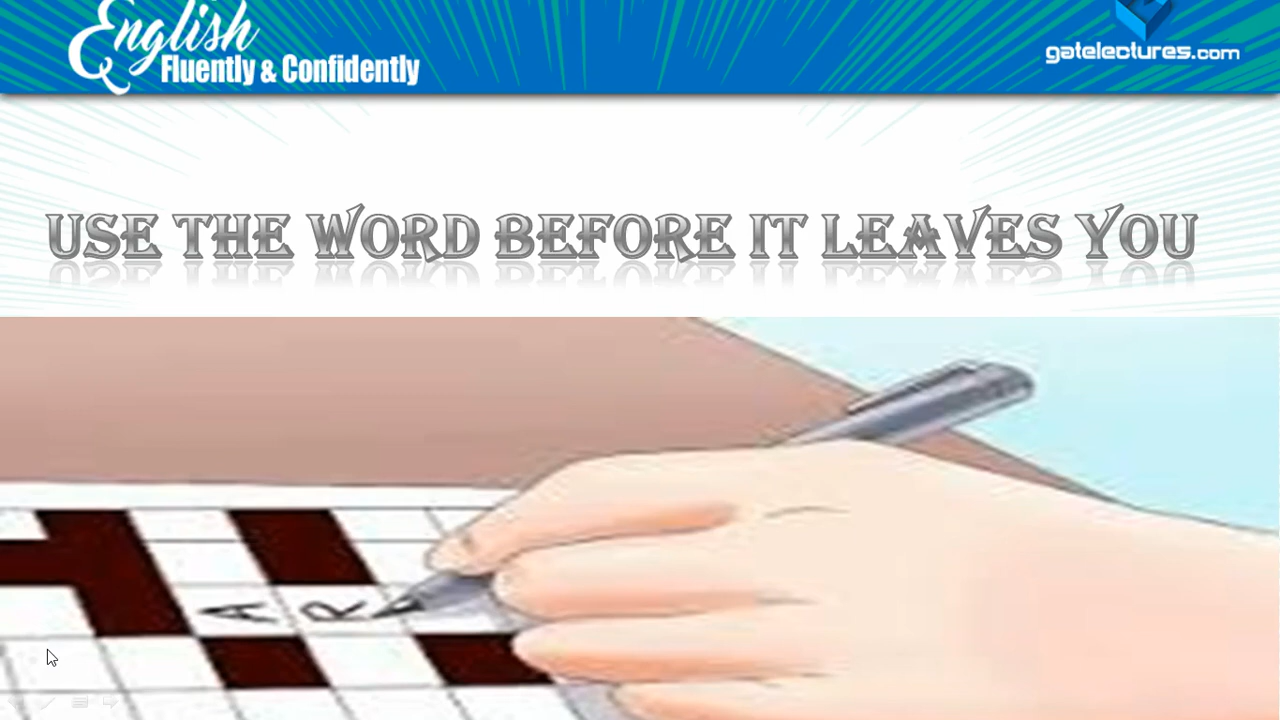 English
Fluently & Confidently
gatelectures.com
USE THE WORD BEFORE IT LEAVES YOU
A R